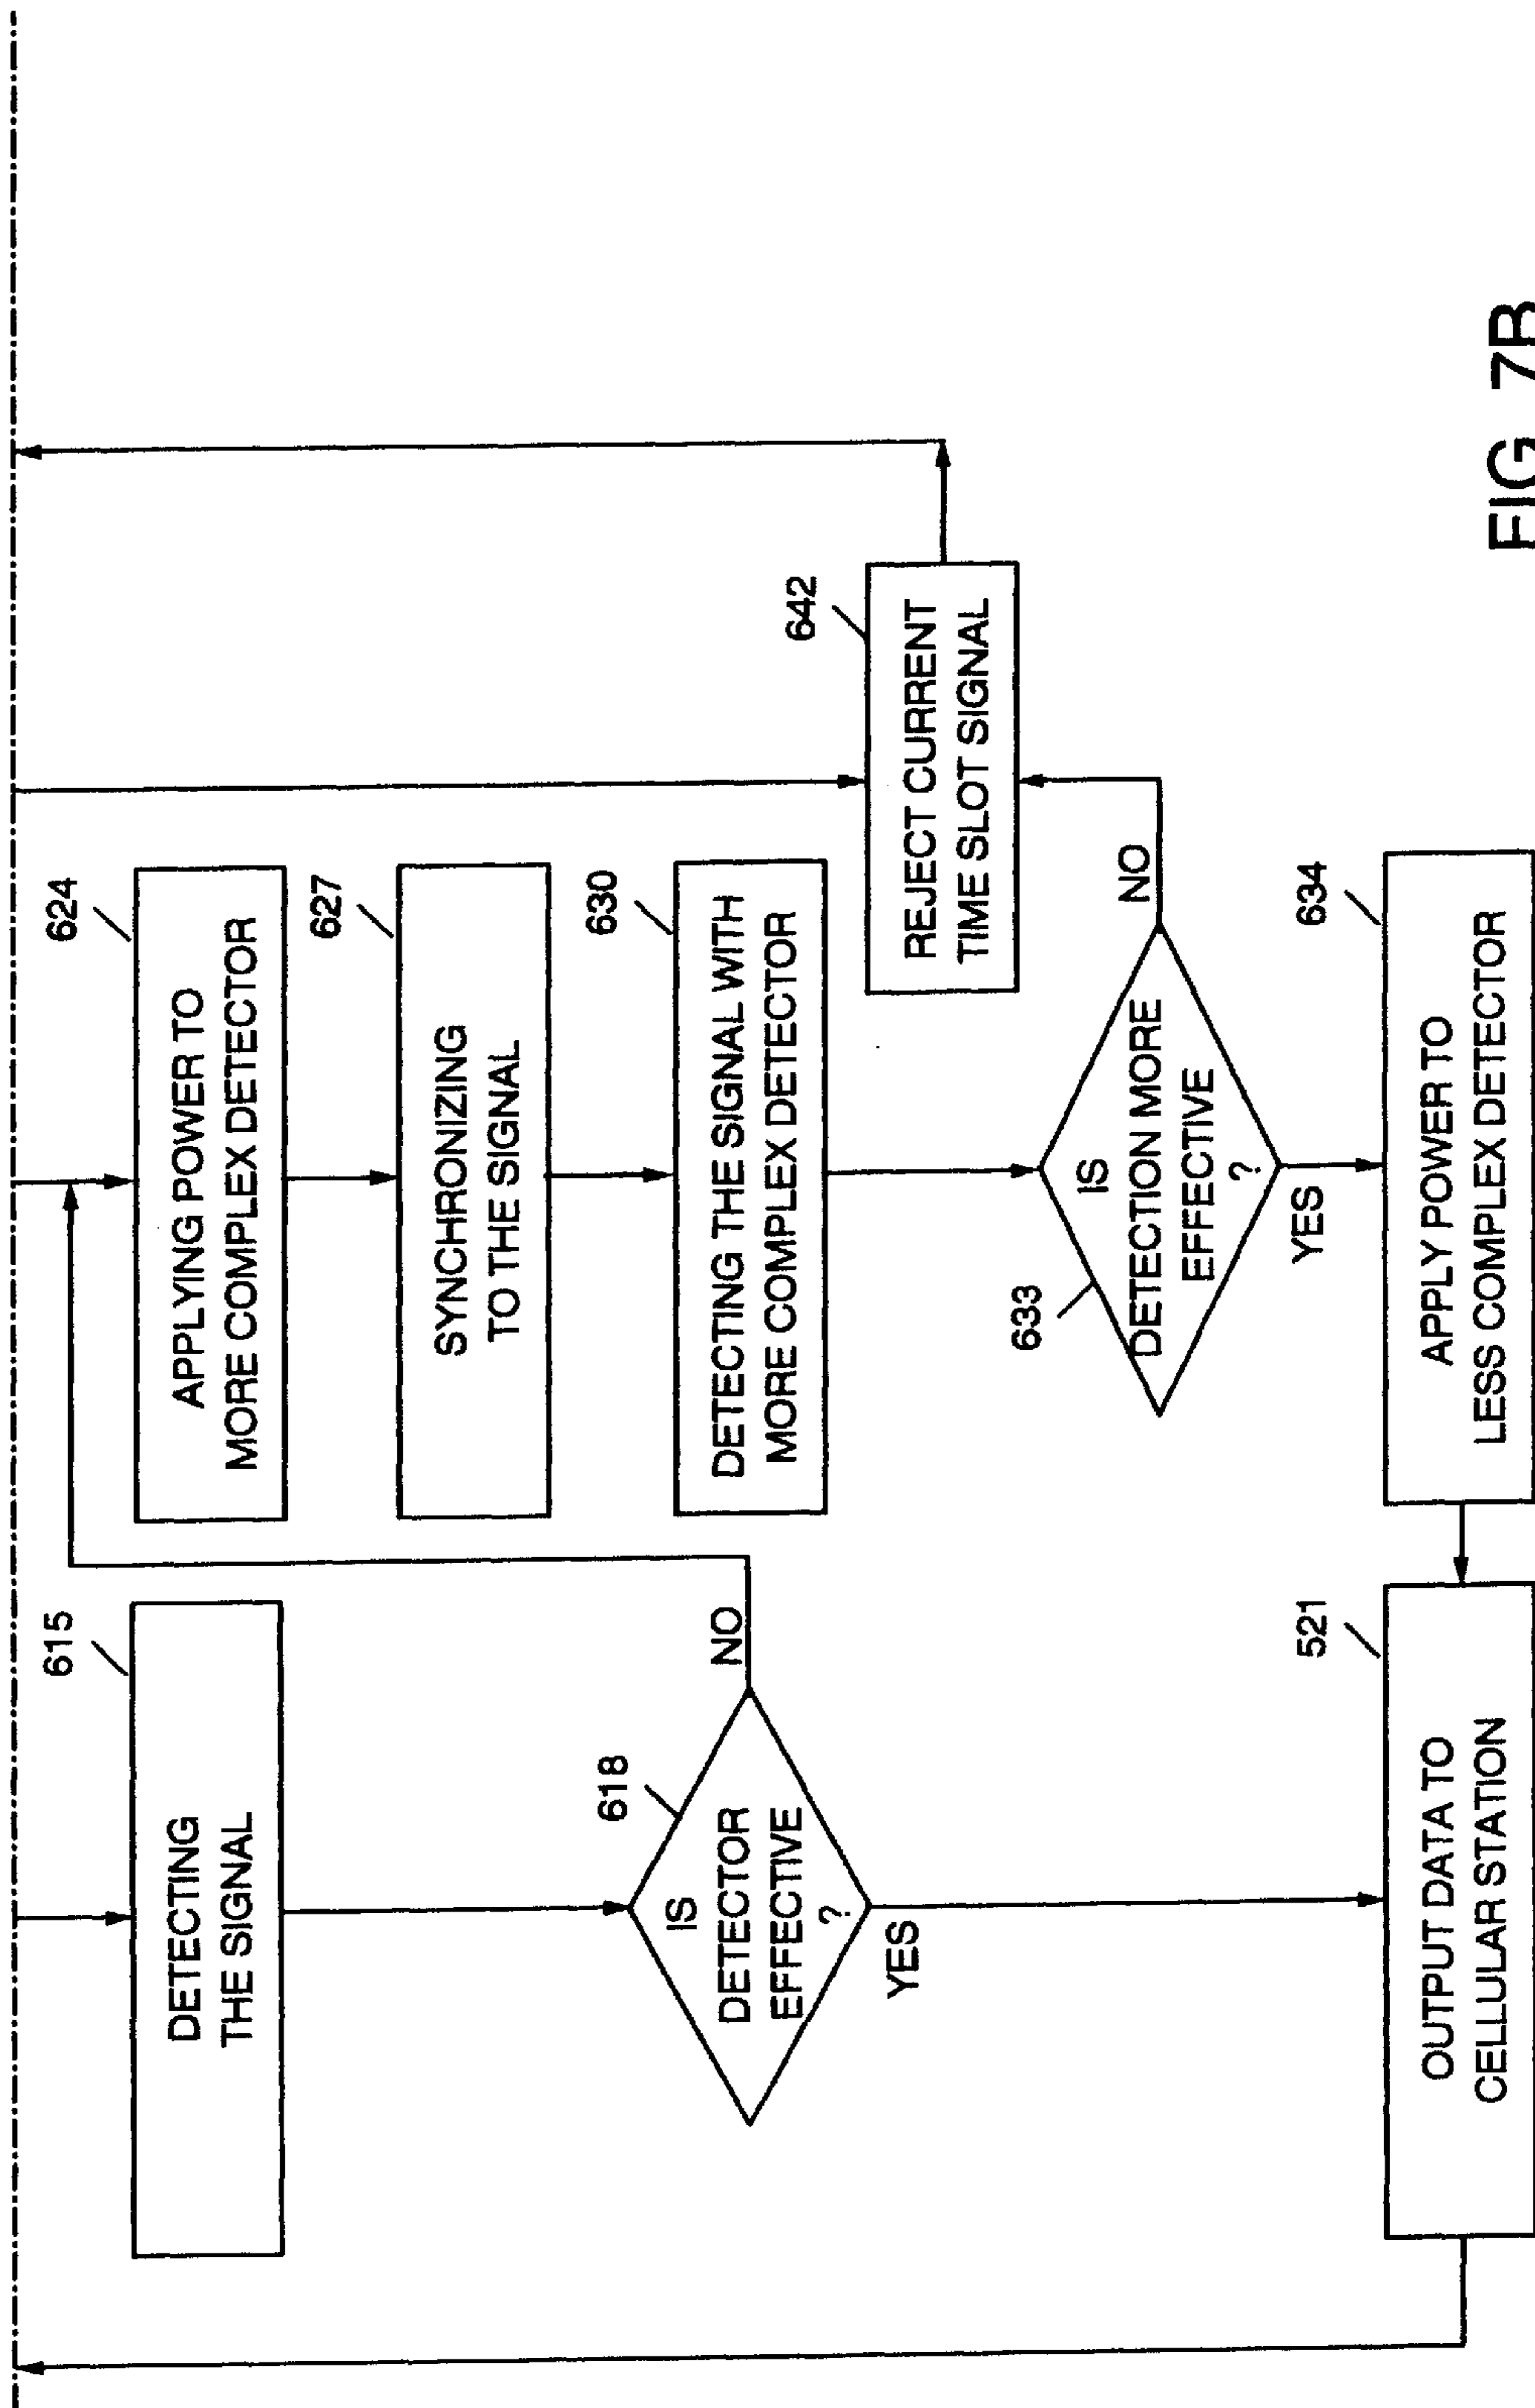 615
DETECTING
THE SIGNAL
618
IS
DETECTOR
EFFECTIVE
?
NO
YES
521
OUTPUT DATA TO
CELLULAR STATION
624
APPLYING POWER TO
MORE COMPLEX DETECTOR
627
SYNCHRONIZING
TO THE SIGNAL
630
DETECTING THE SIGNAL WITH
MORE COMPLEX DETECTOR
633
IS
DETECTION MORE
EFFECTIVE
?
NO
YES
634
APPLY POWER TO
LESS COMPLEX DETECTOR
642
REJECT CURRENT
TIME SLOT SIGNAL
FIG 7B